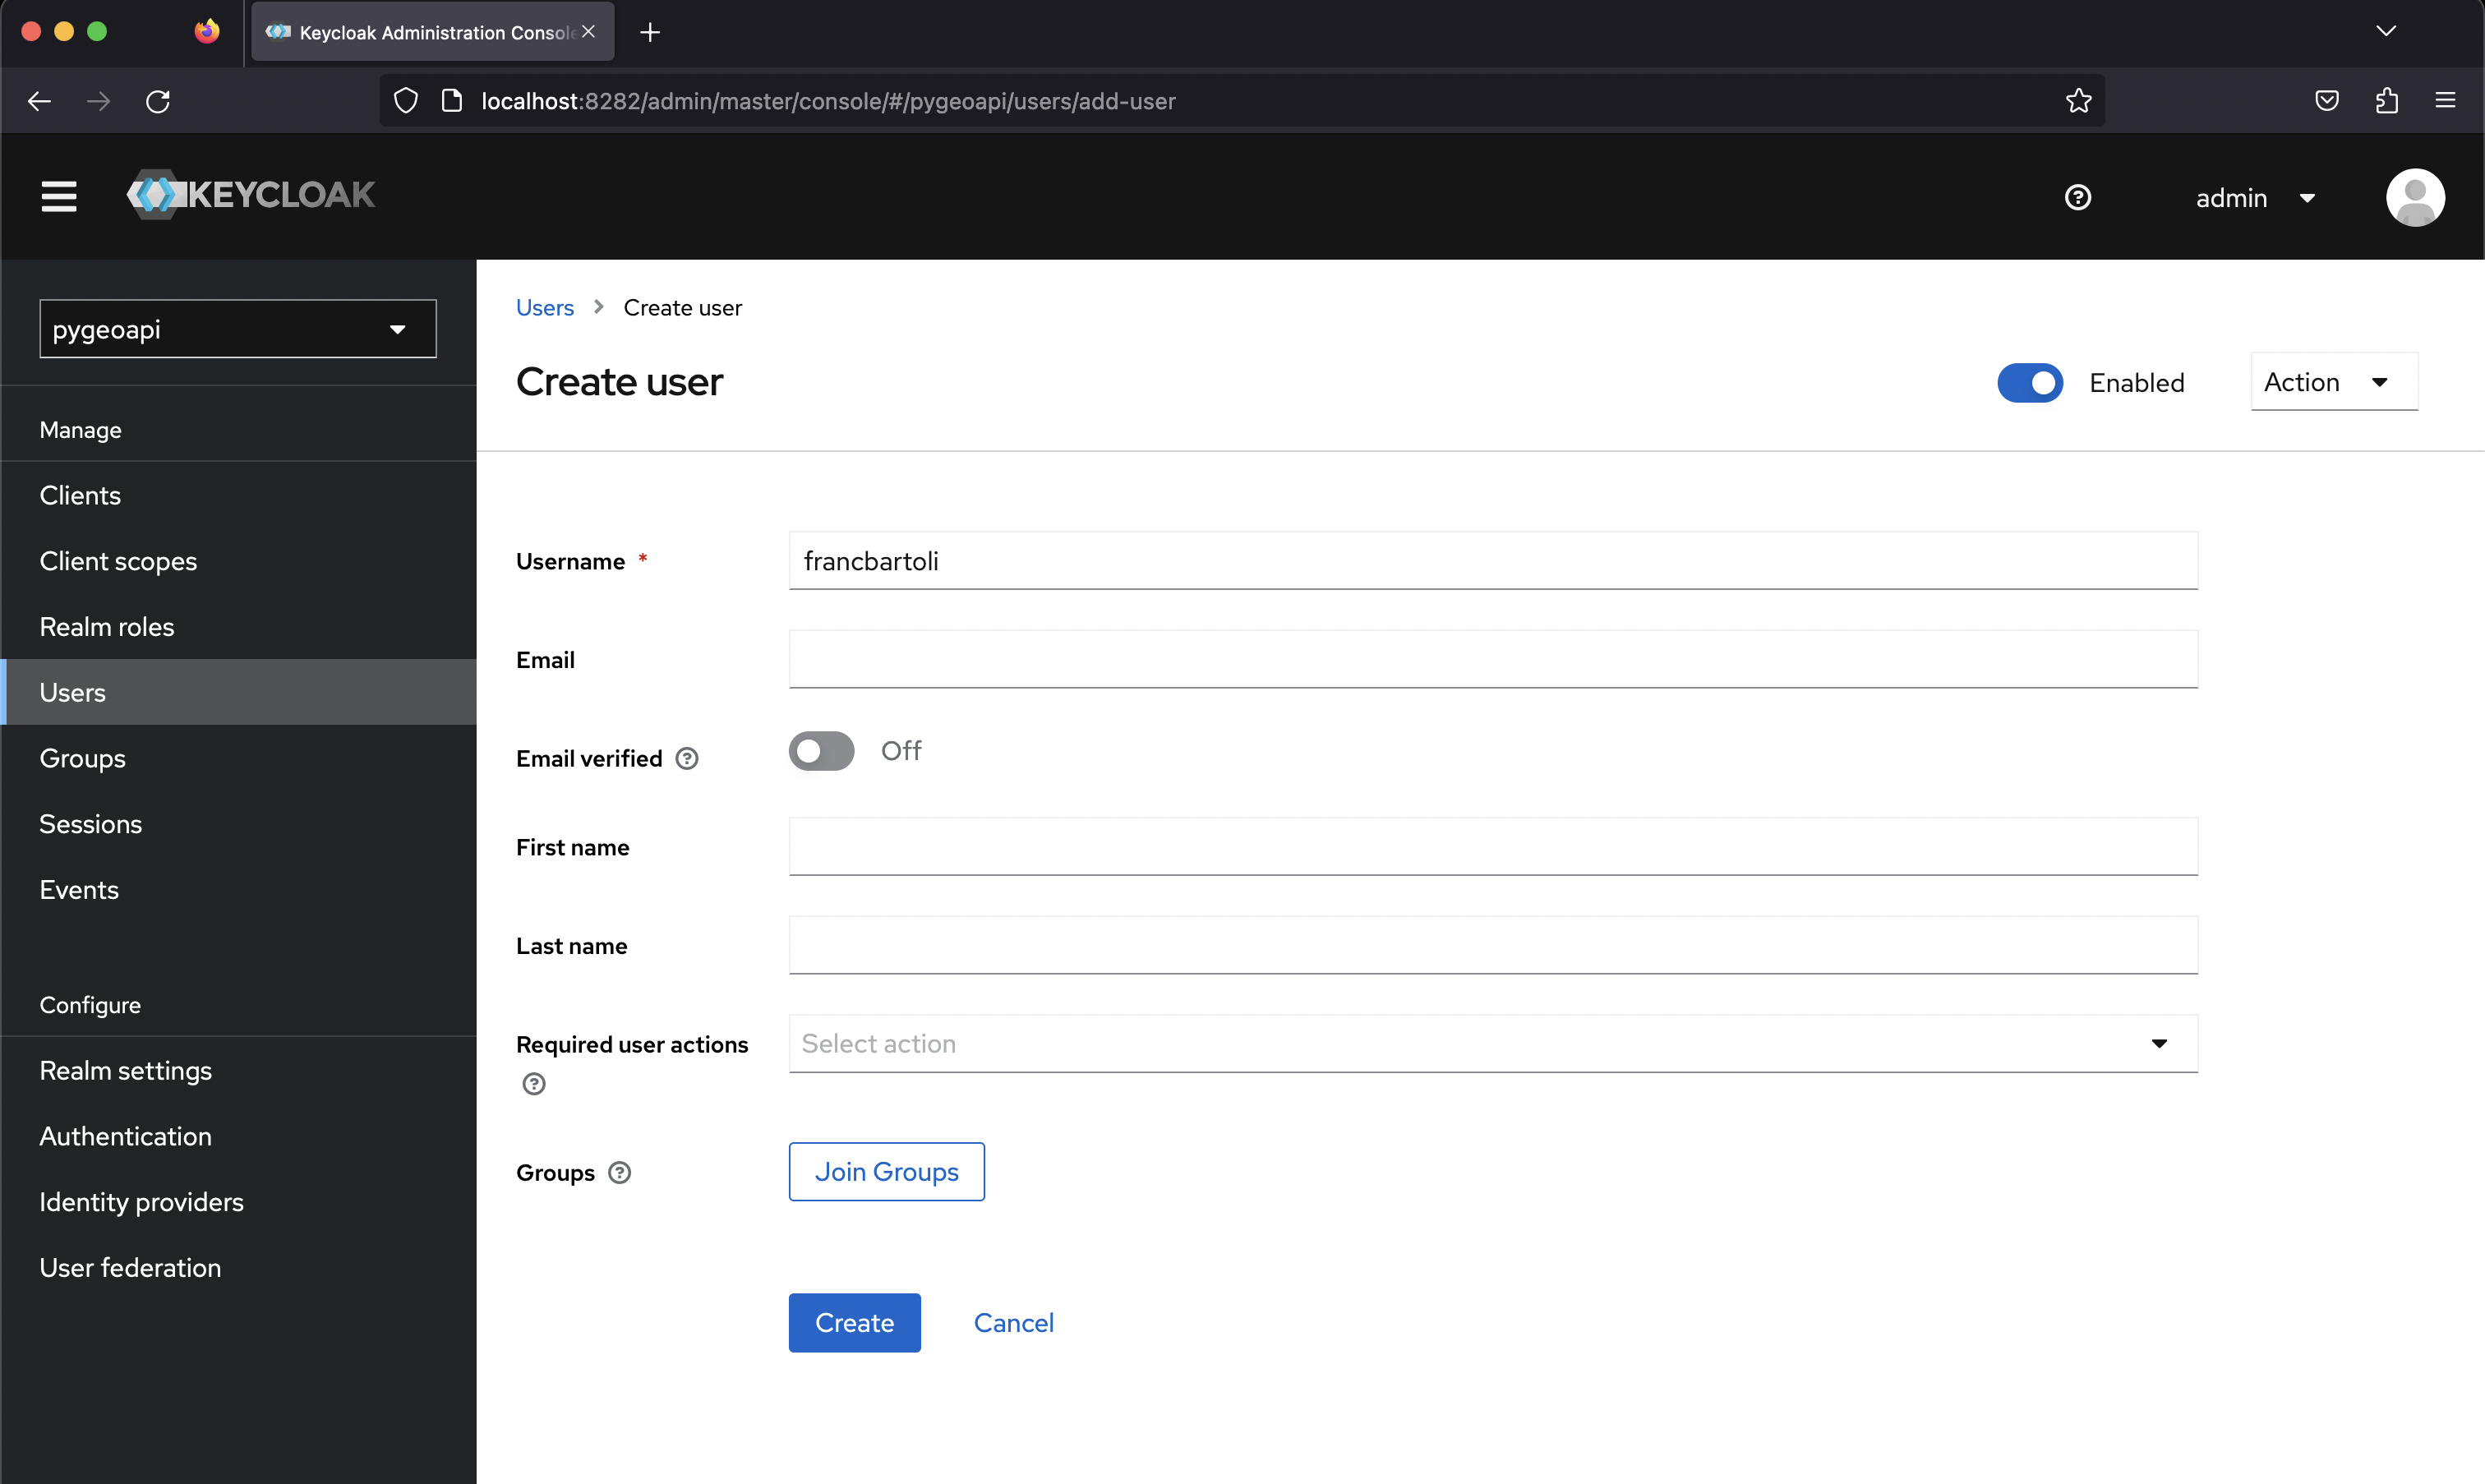 Keycloak Administration Console
localhost:8282/admin/master/console/#/pygeoapi/users/add-user
KEYCLOAK
admin
pygeoapi
Manage
Clients
Client scopes
Realm roles
Users
Groups
Sessions
Events
Configure
Realm settings
Authentication
Identity providers
User federation
Users > Create user
Create user
Enabled
Action
Username *
francbartoli
Email
Email verified
Off
First name
Last name
Required user actions
Select action
Groups
Join Groups
Create
Cancel